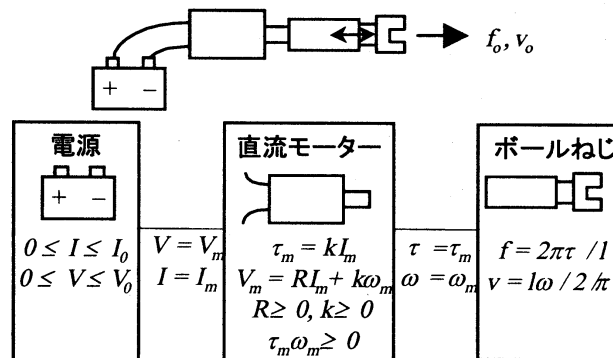 f_o, v_o
+ −
電源
+ −
0 ≤ I ≤ I_0
0 ≤ V ≤ V_0
V = V_m
I = I_m
直流モーター
τ_m = kI_m
V_m = RI_m + kω_m
R ≥ 0, k ≥ 0
τ_mω_m ≥ 0
τ = τ_m
ω = ω_m
ボールねじ
f = 2πτ / l
v = lω / 2 / π